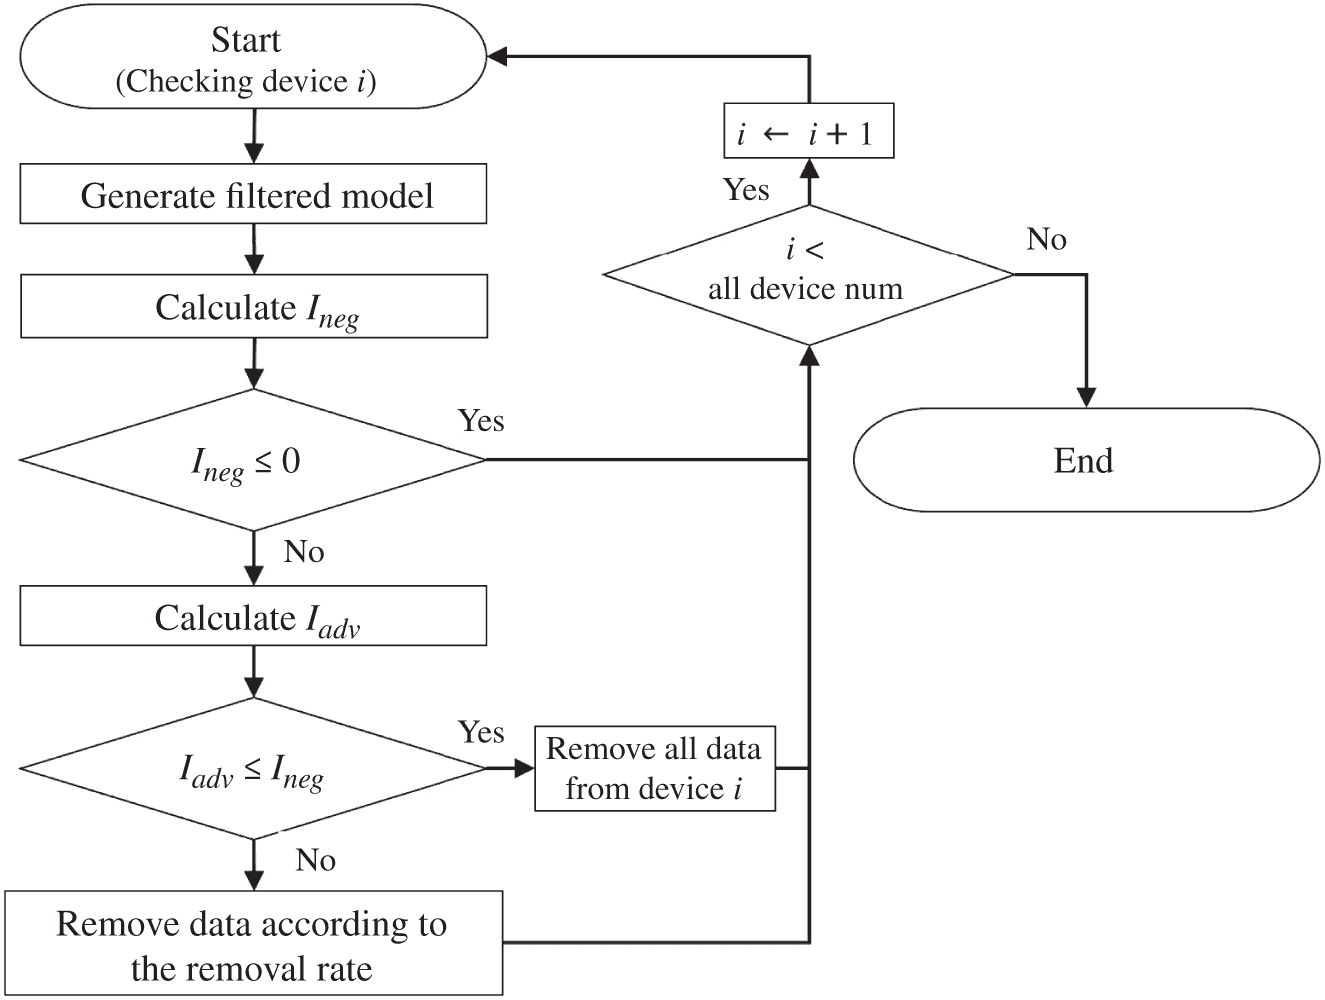 Start
(Checking device i)
Generate filtered model
Calculate I_neg
I_neg ≤ 0
Yes
No
Calculate I_adv
I_adv ≤ I_neg
Yes
Remove all data
from device i
No
Remove data according to
the removal rate
i <
all device num
Yes
i ← i + 1
No
End